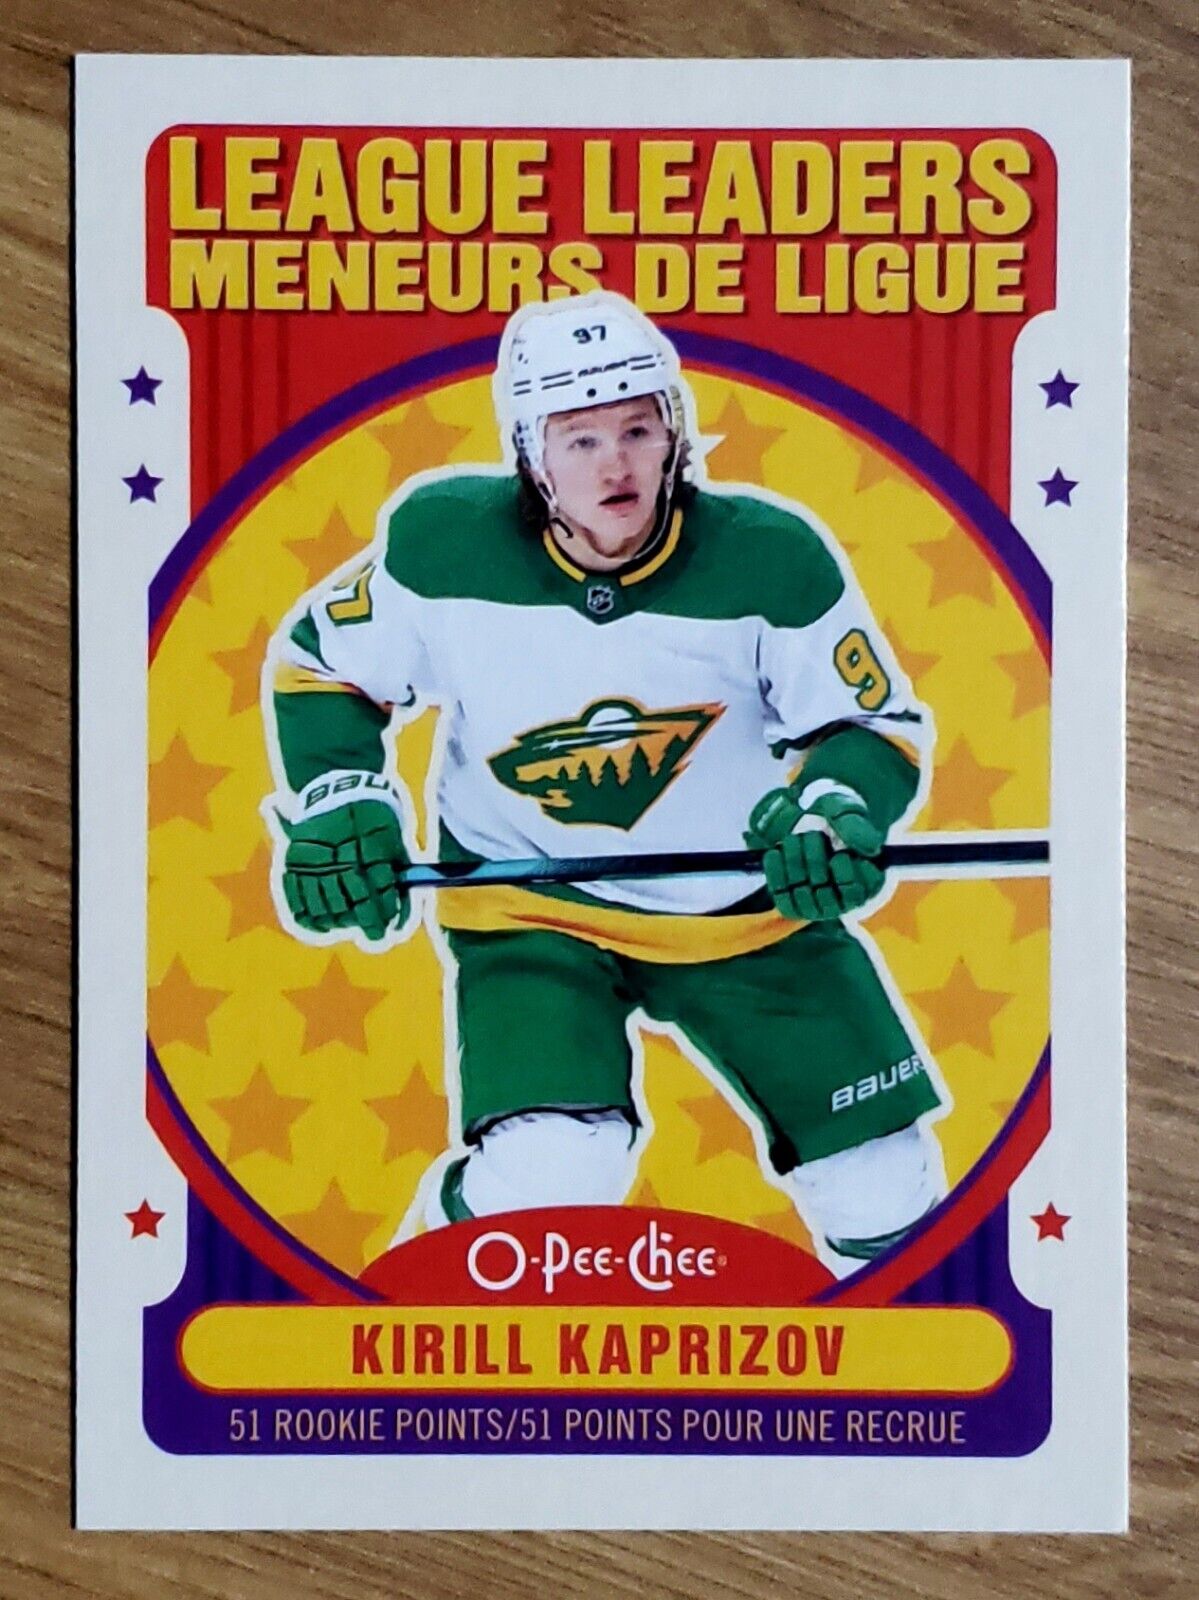 LEAGUE LEADERS
MENEURS DE LIGUE
97
BAUER
97
BAU
BAUER
O-PEE-CHEE
KIRILL KAPRIZOV
51 ROOKIE POINTS/51 POINTS POUR UNE RECRUE